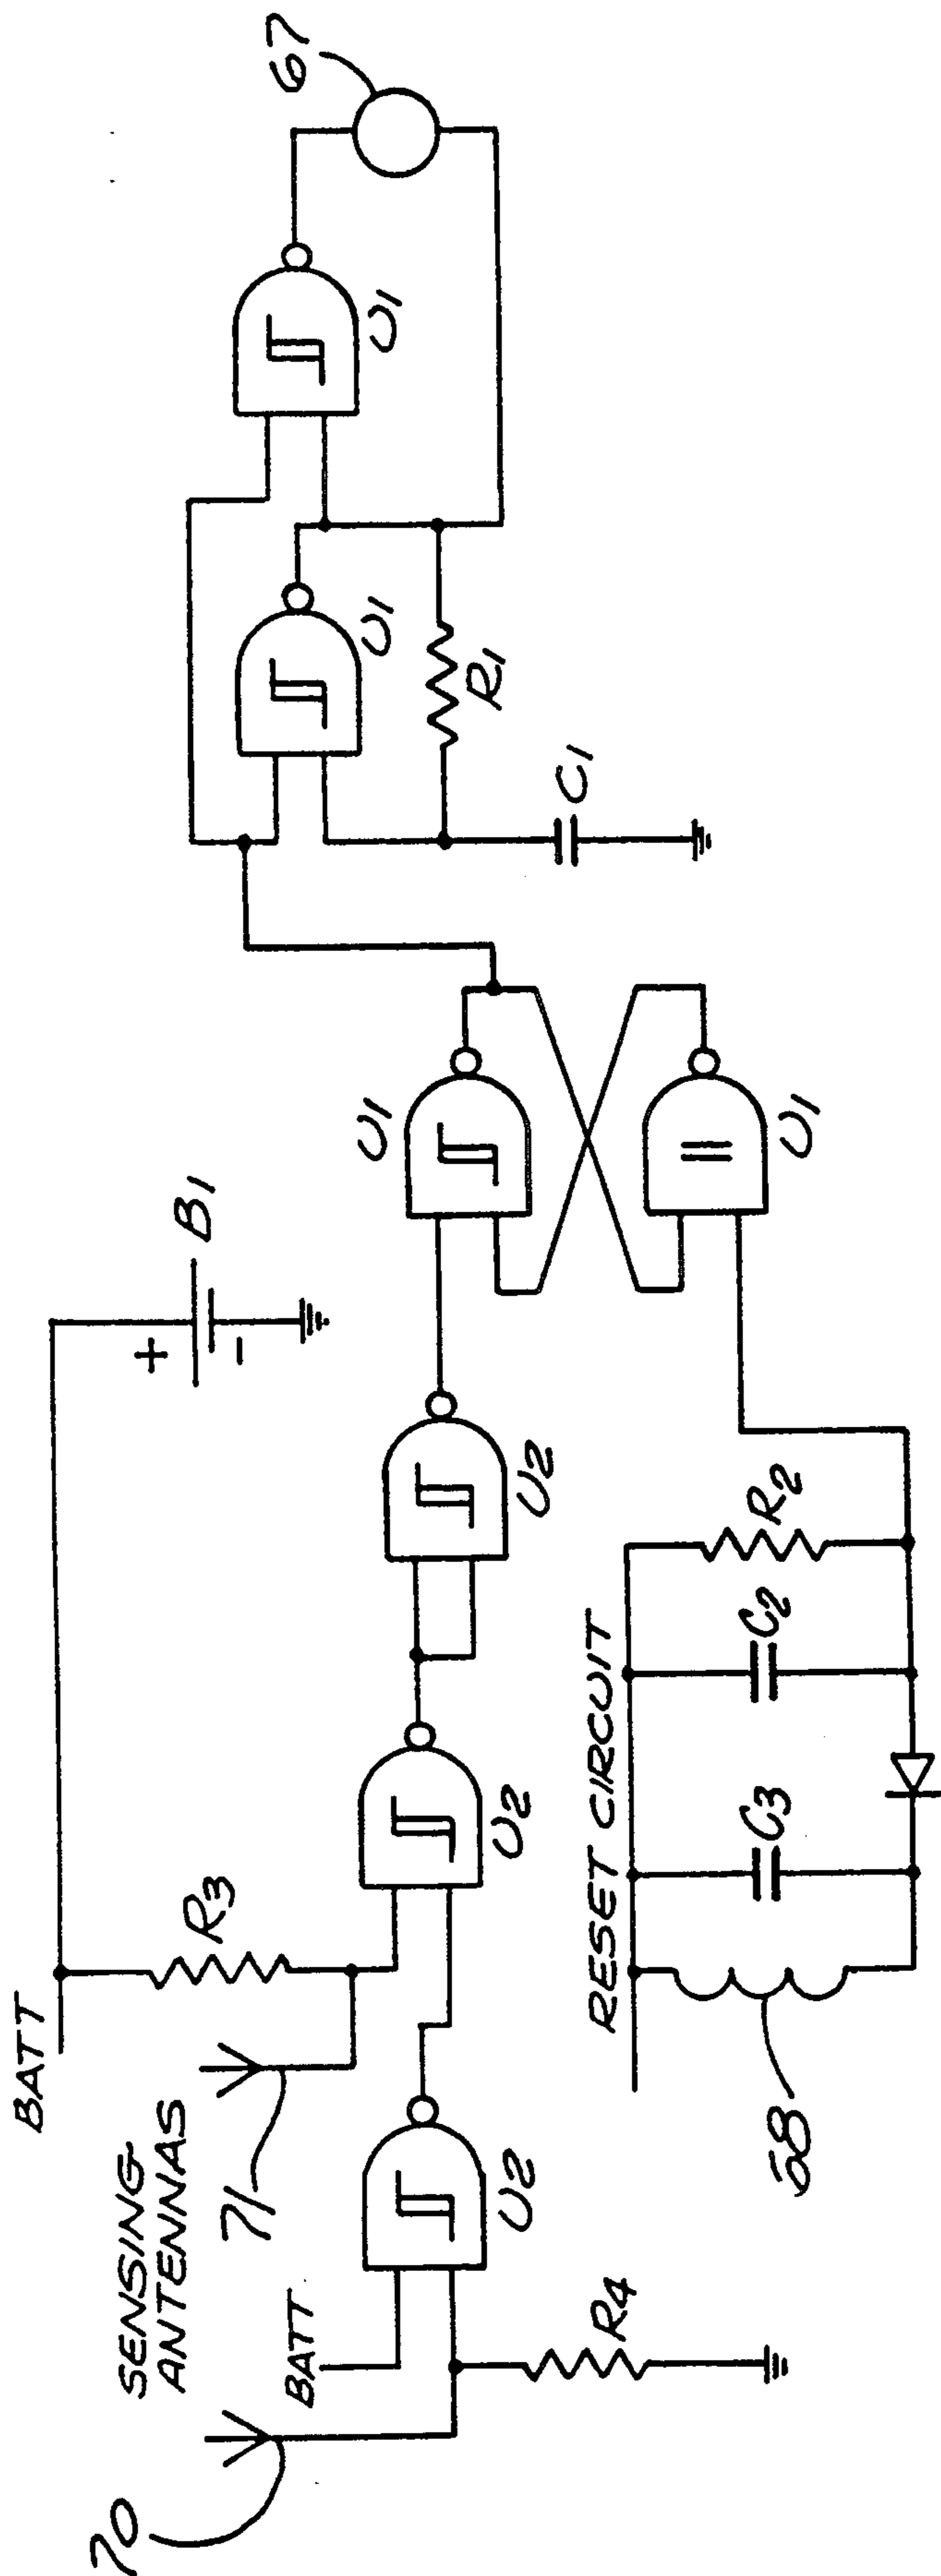 BATT
+
B1
-
SENSING
ANTENNAS
70
71
R3
67
BATT
U2
U2
U2
U1
U1
U1
R4
R1
C1
RESET CIRCUIT
C3
C2
R2
U1
68